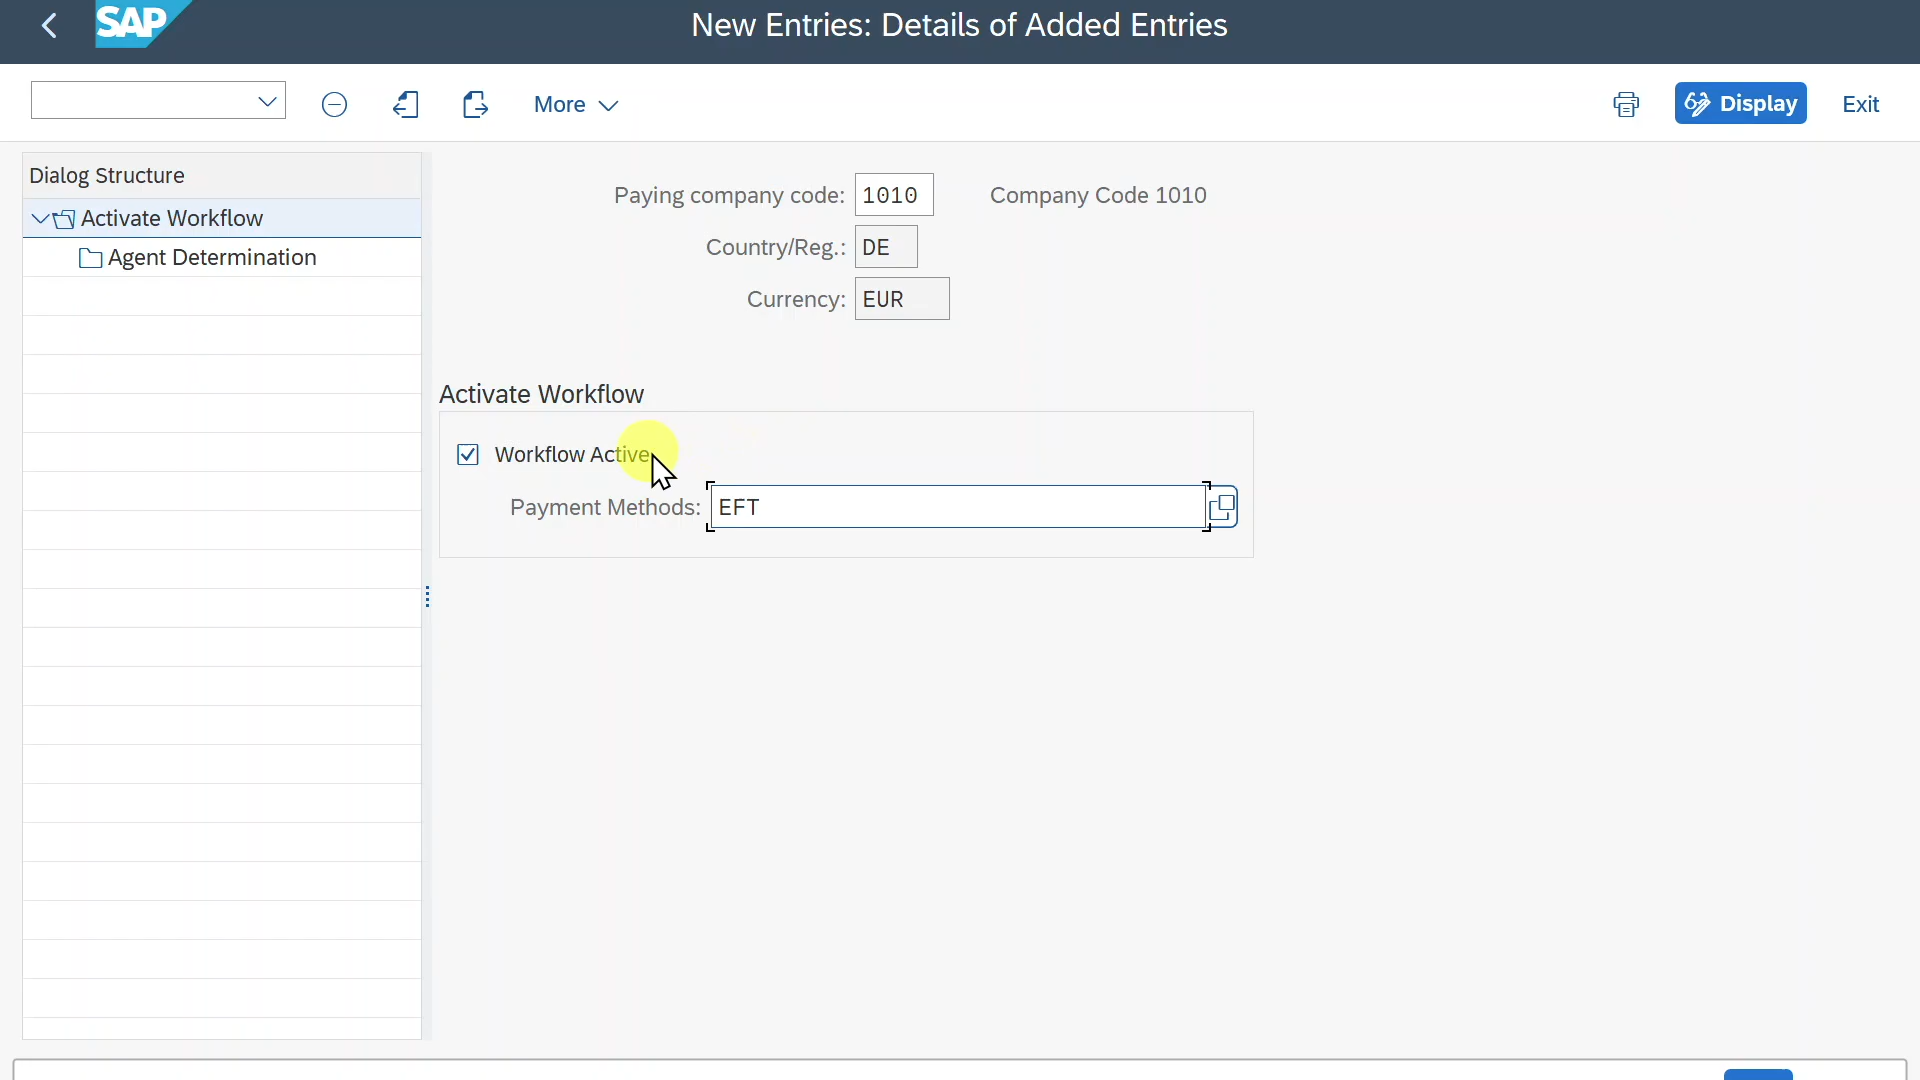 SAP
New Entries: Details of Added Entries
More
Display
Exit
Dialog Structure
Activate Workflow
Agent Determination
Paying company code: 1010 Company Code 1010
Country/Reg.: DE
Currency: EUR
Activate Workflow
Workflow Active
Payment Methods: EFT